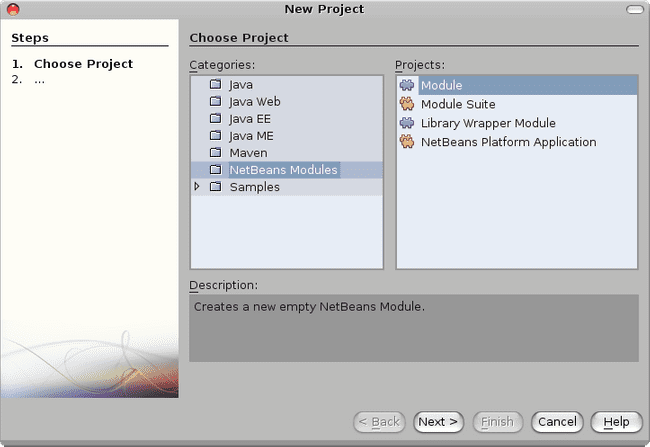 New Project
Steps
1. Choose Project
2. ...
Choose Project
Categories:
Java
Java Web
Java EE
Java ME
Maven
NetBeans Modules
Samples
Projects:
Module
Module Suite
Library Wrapper Module
NetBeans Platform Application
Description:
Creates a new empty NetBeans Module.
< Back Next > Finish Cancel Help